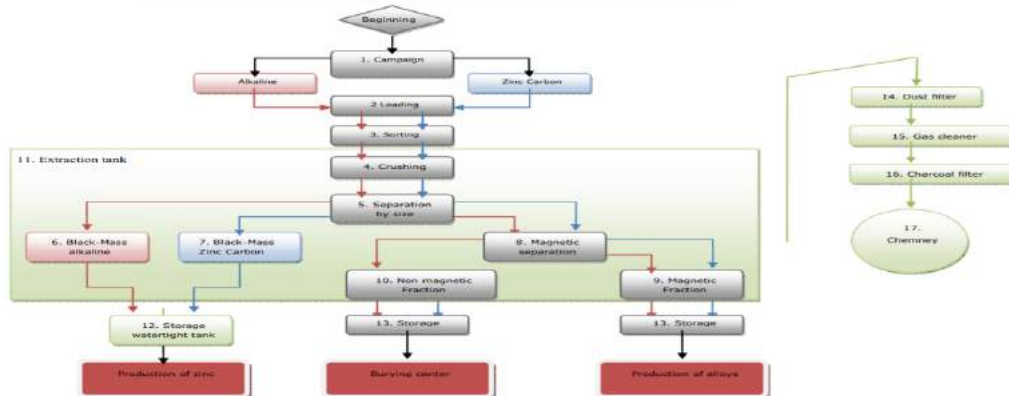 Beginning
1. Campaign
Alkaline
Zinc Carbon
2 Loading
3. Sorting
11. Extraction tank
4. Crushing
5. Separation
by size
6. Black-Mass
alkaline
7. Black-Mass
Zinc Carbon
8. Magnetic
separation
10. Non magnetic
Fraction
9. Magnetic
Fraction
12. Storage
watertight tank
13. Storage
13. Storage
Production of zinc
Burying center
Production of alloys
14. Dust filter
15. Gas cleaner
16. Charcoal filter
17.
Chemney